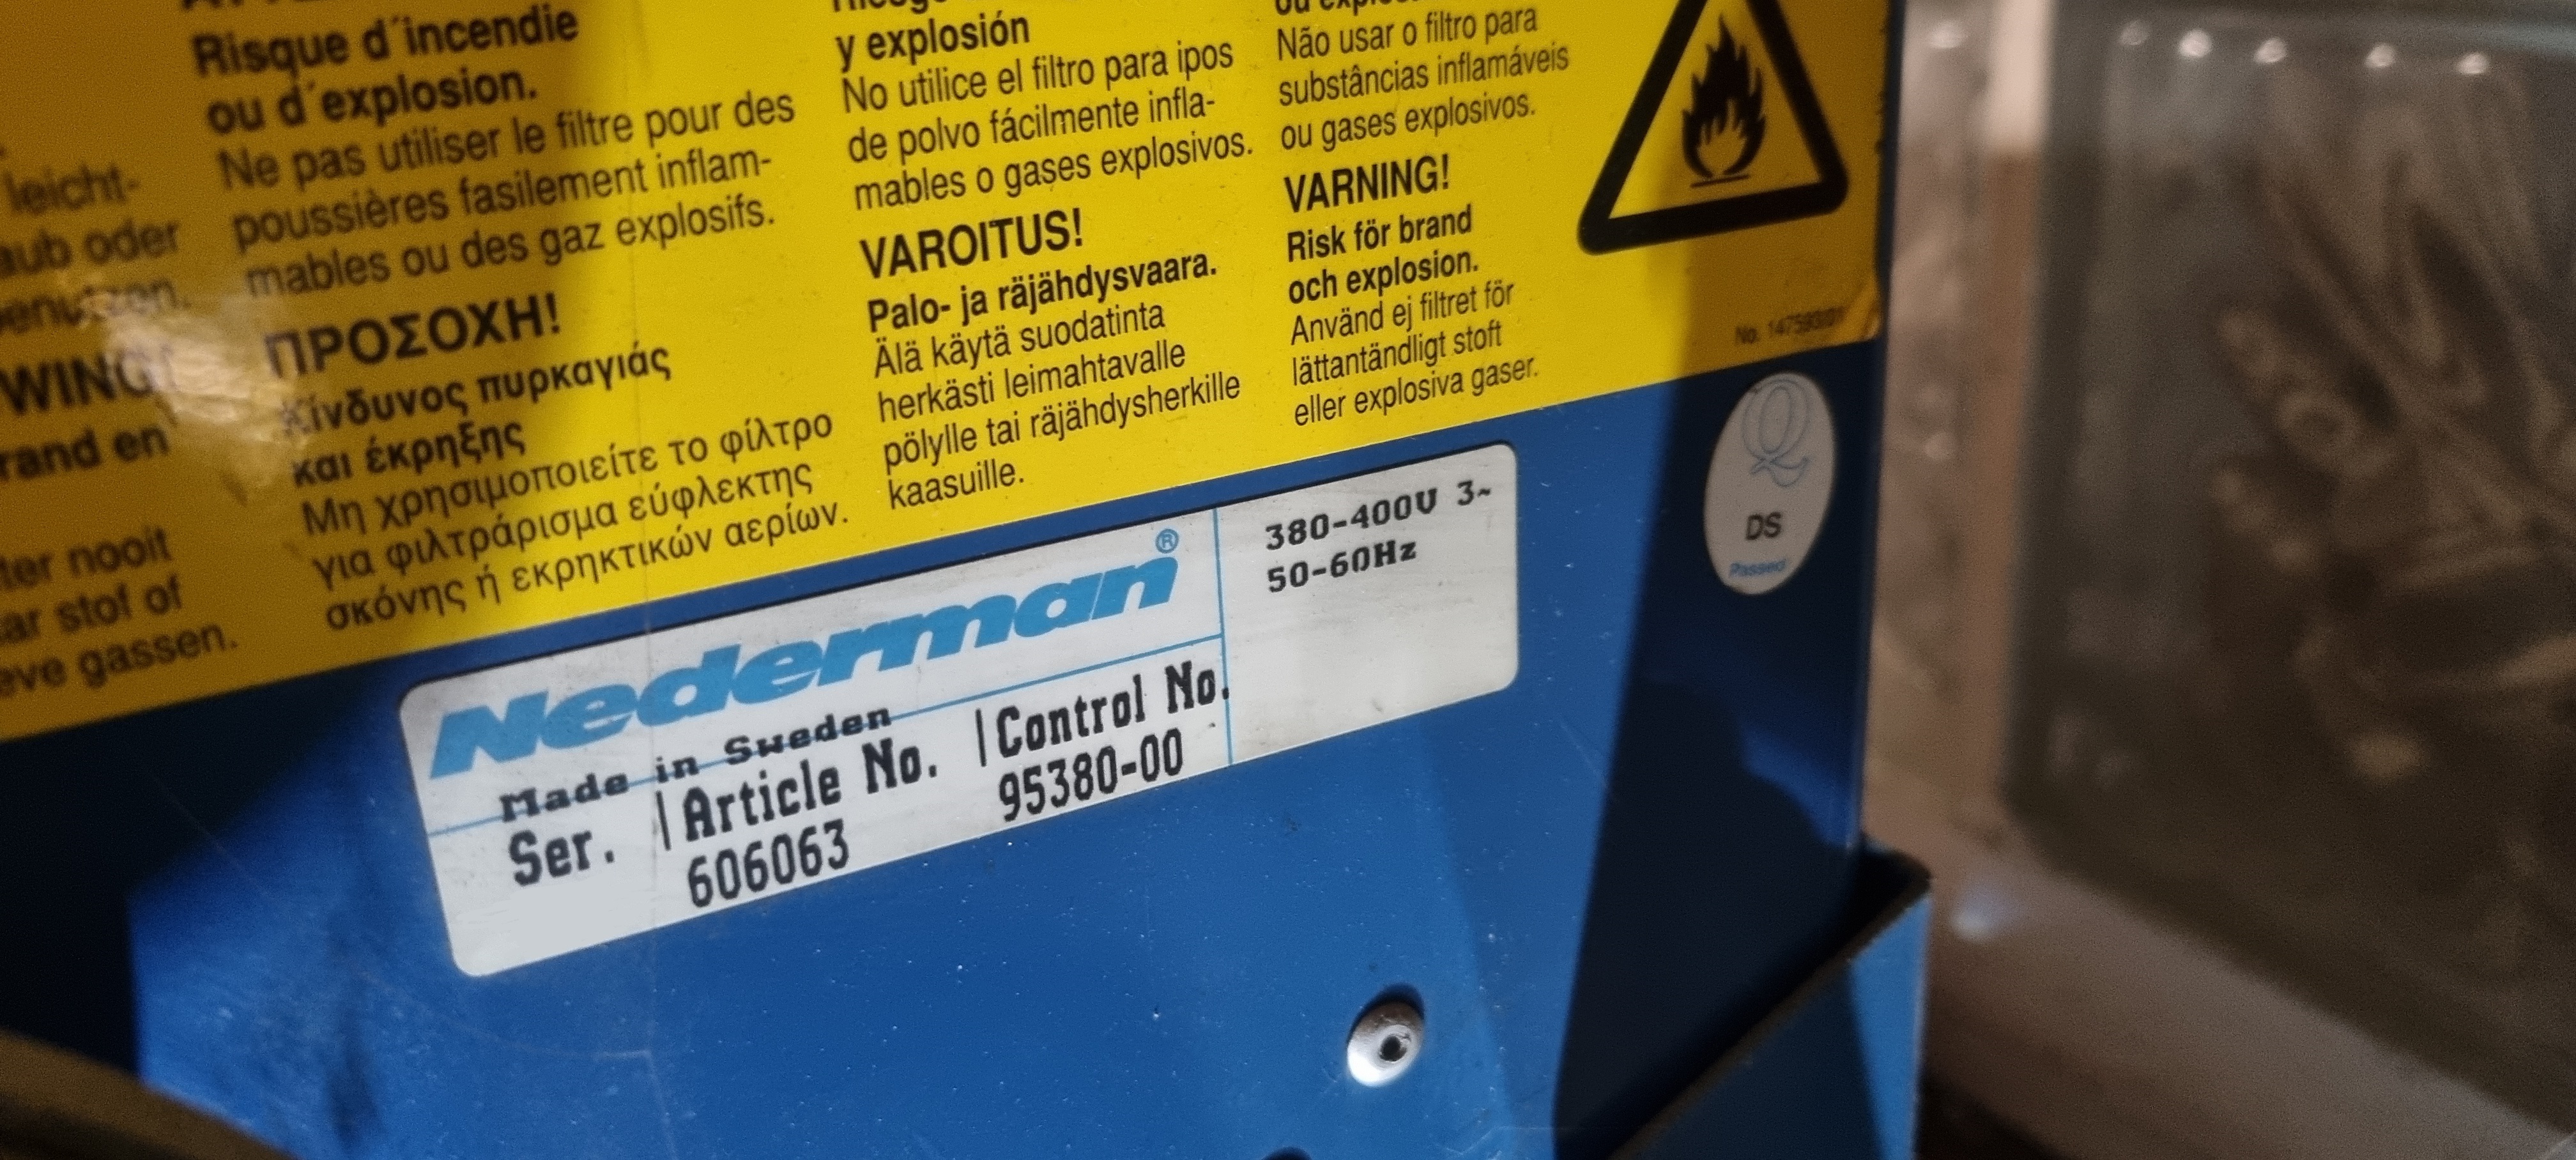 Risque d´incendie
ou d´explosion.
Ne pas utiliser le filtre pour des
poussières fasilement inflam-
mables ou des gaz explosifs.
ΠΡΟΣΟΧΗ!
Κίνδυνος πυρκαγιάς
και έκρηξης
Μη χρησιμοποιείτε το φίλτρο
για φιλτράρισμα εύφλεκτης
σκόνης ή εκρηκτικών αερίων.
leicht-
oder
rand en
nooit
stof of
gassen.
y explosión
No utilice el filtro para ipos
de polvo fácilmente infla-
mables o gases explosivos.
VAROITUS!
Palo- ja räjähdysvaara.
Älä käytä suodatinta
herkästi leimahtavalle
pölylle tai räjähdysherkille
kaasuille.
Não usar o filtro para
substâncias inflamáveis
ou gases explosivos.
VARNING!
Risk för brand
och explosion.
Använd ej filtret för
lättantändligt stoft
eller explosiva gaser.
No. 147593/01
Q
DS
Passed
Nederman®
Made in Sweden
Ser. |Article No. |Control No.
606063 95380-00
380-400V 3~
50-60Hz